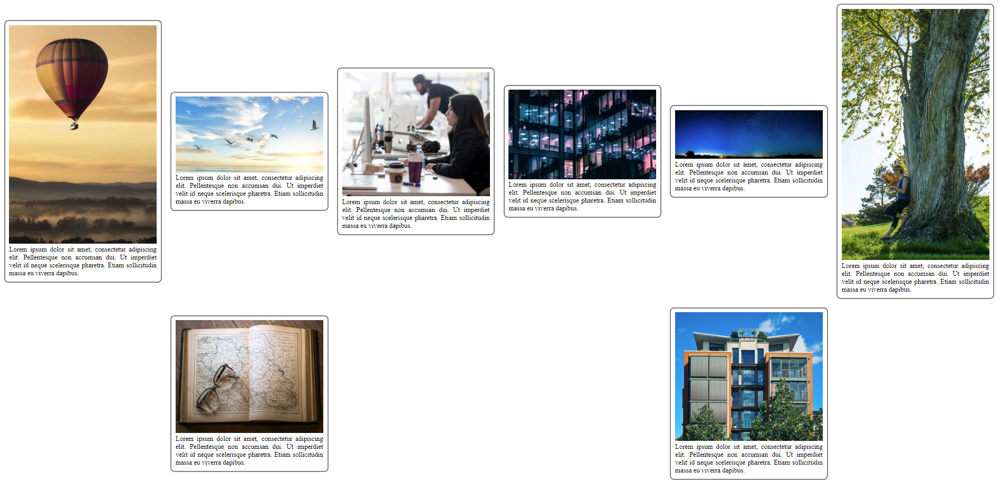 Lorem ipsum dolor sit amet, consectetur adipiscing
elit. Pellentesque non accumsan dui. Ut imperdiet
velit id neque scelerisque pharetra. Etiam sollicitudin
massa eu viverra dapibus.
Lorem ipsum dolor sit amet, consectetur adipiscing
elit. Pellentesque non accumsan dui. Ut imperdiet
velit id neque scelerisque pharetra. Etiam sollicitudin
massa eu viverra dapibus.
Lorem ipsum dolor sit amet, consectetur adipiscing
elit. Pellentesque non accumsan dui. Ut imperdiet
velit id neque scelerisque pharetra. Etiam sollicitudin
massa eu viverra dapibus.
Lorem ipsum dolor sit amet, consectetur adipiscing
elit. Pellentesque non accumsan dui. Ut imperdiet
velit id neque scelerisque pharetra. Etiam sollicitudin
massa eu viverra dapibus.
Lorem ipsum dolor sit amet, consectetur adipiscing
elit. Pellentesque non accumsan dui. Ut imperdiet
velit id neque scelerisque pharetra. Etiam sollicitudin
massa eu viverra dapibus.
Lorem ipsum dolor sit amet, consectetur adipiscing
elit. Pellentesque non accumsan dui. Ut imperdiet
velit id neque scelerisque pharetra. Etiam sollicitudin
massa eu viverra dapibus.
Lorem ipsum dolor sit amet, consectetur adipiscing
elit. Pellentesque non accumsan dui. Ut imperdiet
velit id neque scelerisque pharetra. Etiam sollicitudin
massa eu viverra dapibus.
Lorem ipsum dolor sit amet, consectetur adipiscing
elit. Pellentesque non accumsan dui. Ut imperdiet
velit id neque scelerisque pharetra. Etiam sollicitudin
massa eu viverra dapibus.